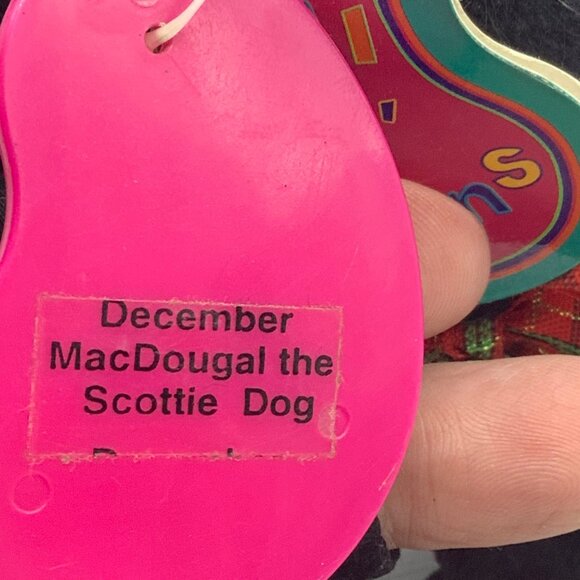 December
MacDougal the
Scottie Dog